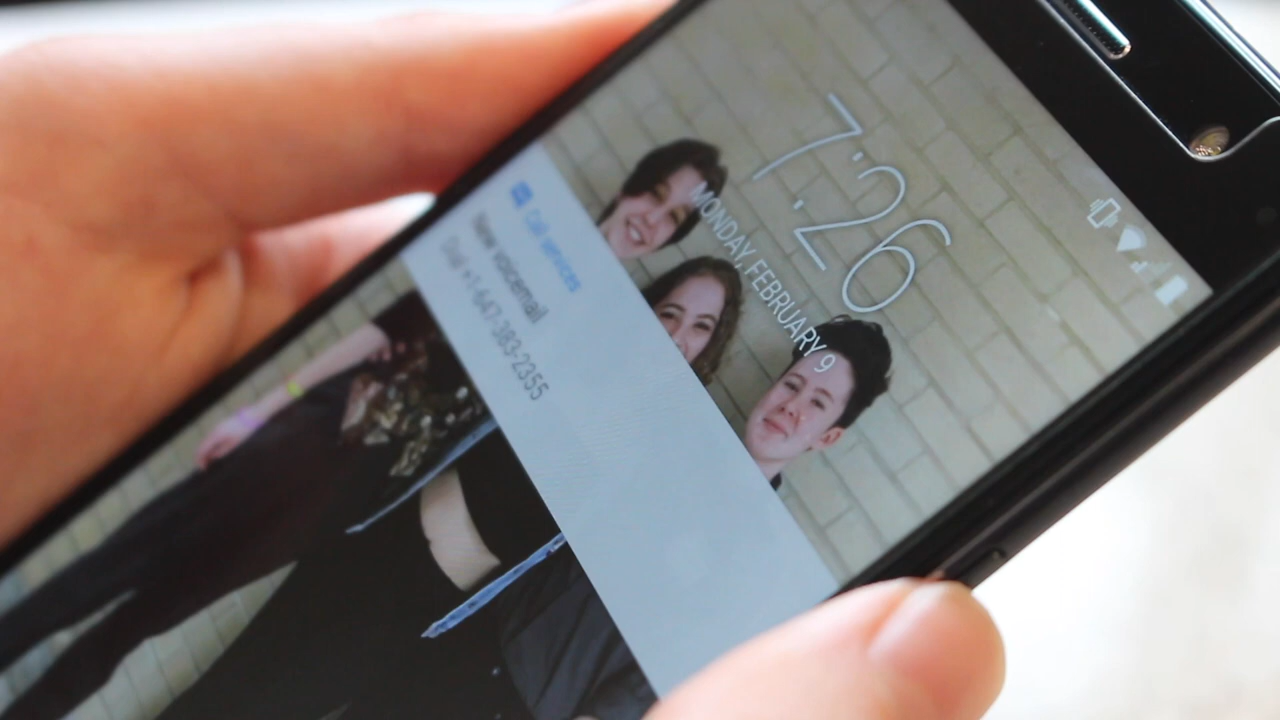 7:26
MONDAY, FEBRUARY 9
Call services
New voicemail
Dial +1 647-383-2355